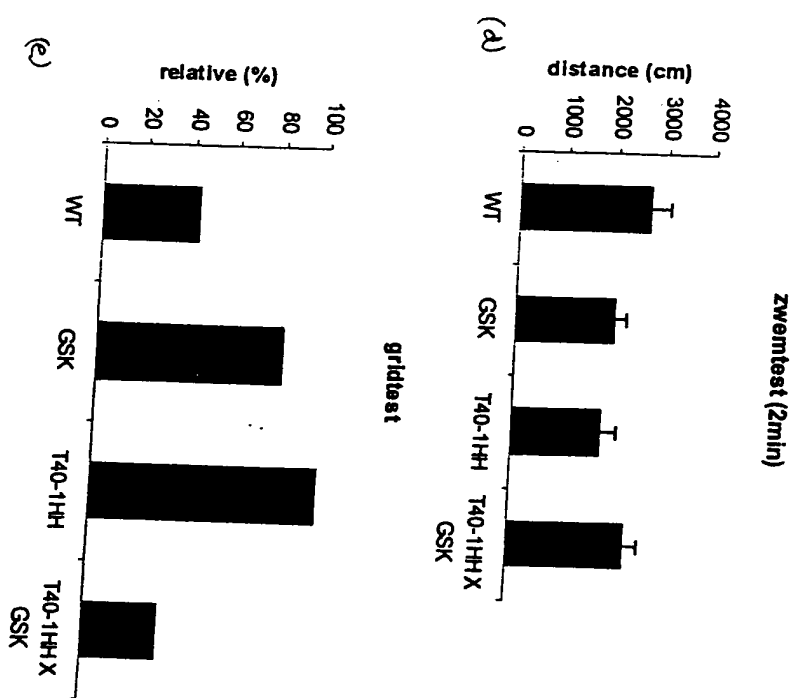 (d)
zwemtest (2min)
distance (cm)
4000
3000
2000
1000
0
WT
GSK
T40-1HH
T40-1HH X
GSK
(e)
gridtest
relative (%)
100
80
60
40
20
0
WT
GSK
T40-1HH
T40-1HH X
GSK